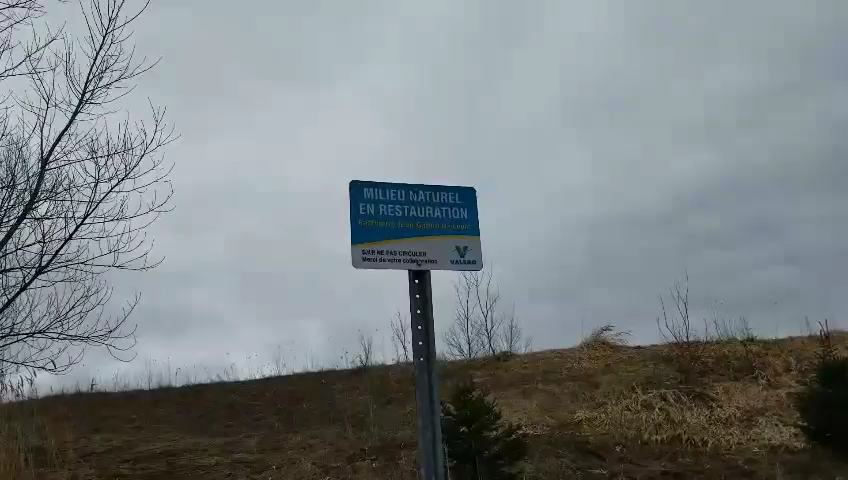 MILIEU NATUREL
EN RESTAURATION
SVP, NE PAS CIRCULER
Merci de votre collaboration
VALERO